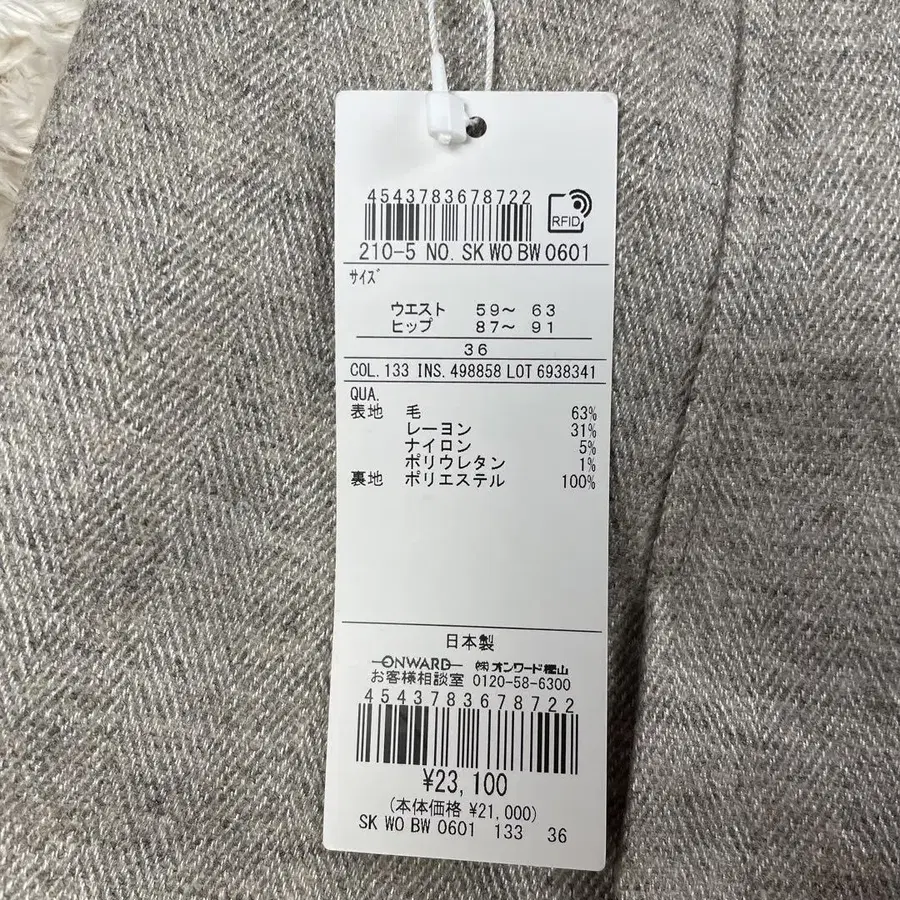 4543783678722
RFID
210-5 NO. SK WO BW 0601
サイズ
ウエスト 59～ 63
ヒップ 87～ 91
36
COL. 133 INS. 498858 LOT 6938341
QUA.
表地 毛 63%
レーヨン 31%
ナイロン 5%
ポリウレタン 1%
裏地 ポリエステル 100%
日本製
ONWARD ㈱オンワード樫山
お客様相談室 0120-58-6300
4543783678722
¥23,100
(本体価格 ¥21,000)
SK WO BW 0601 133 36